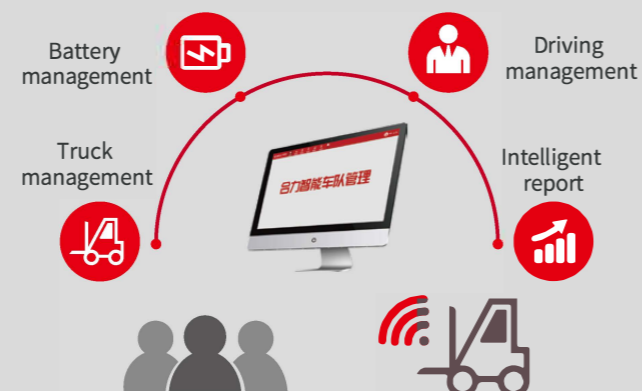 Battery
management
Driving
management
Truck
management
Intelligent
report
合力智能车队管理